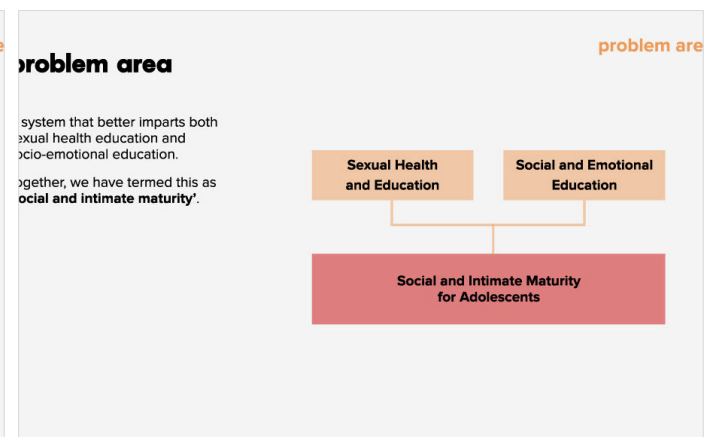 e
problem are
problem area
system that better imparts both
exual health education and
ocio-emotional education.
ogether, we have termed this as
ocial and intimate maturity'.
Sexual Health
and Education
Social and Emotional
Education
Social and Intimate Maturity
for Adolescents